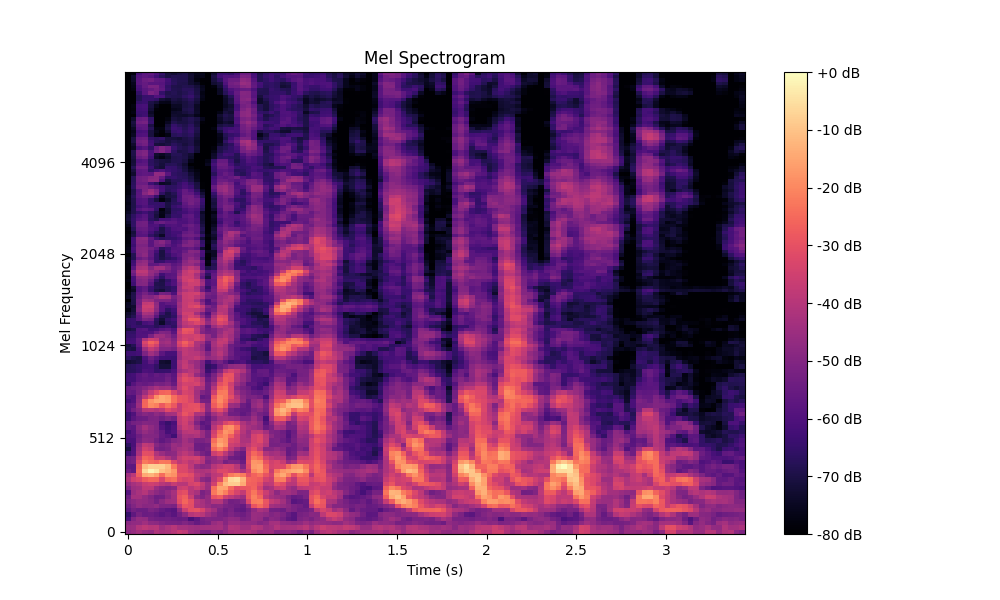 Mel Spectrogram
+0 dB
-10 dB
-20 dB
-30 dB
-40 dB
-50 dB
-60 dB
-70 dB
-80 dB
4096
2048
1024
512
0
Mel Frequency
0
0.5
1
1.5
2
2.5
3
Time (s)